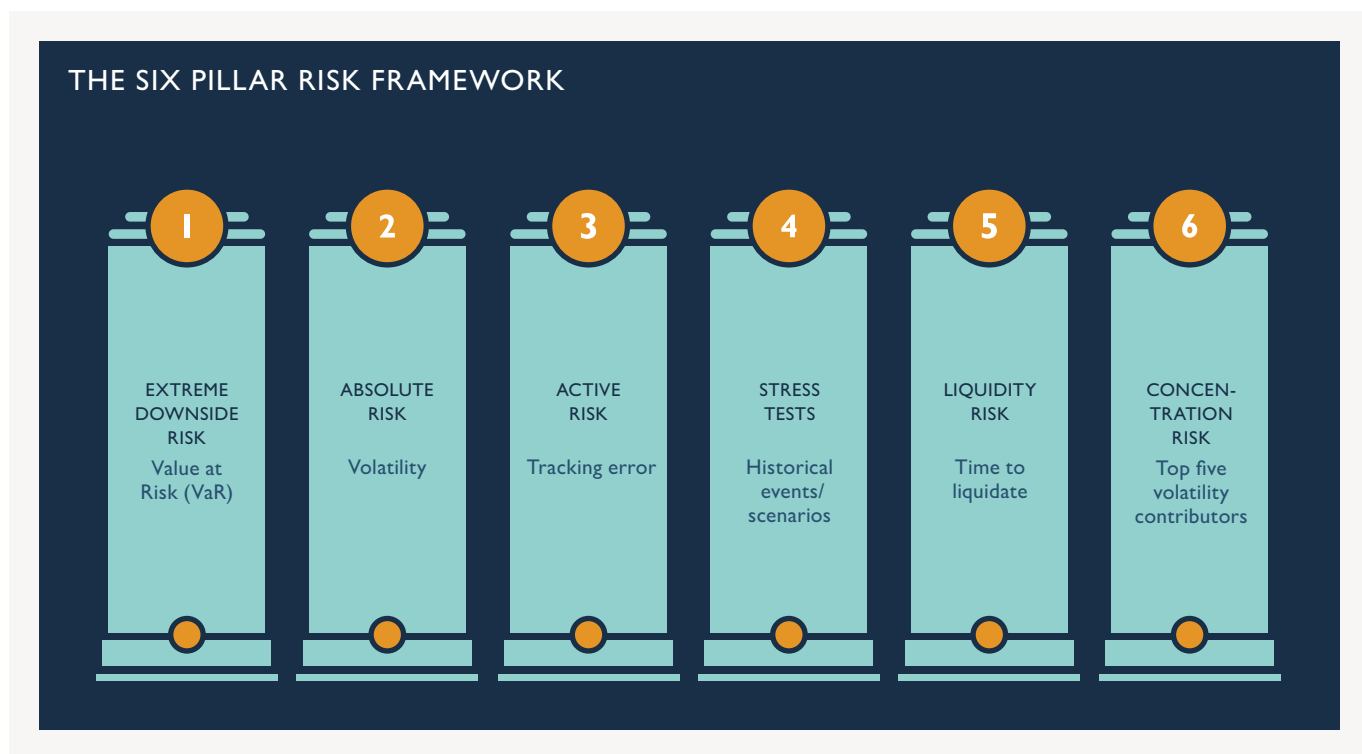 THE SIX PILLAR RISK FRAMEWORK
1
EXTREME
DOWNSIDE
RISK
Value at
Risk (VaR)
2
ABSOLUTE
RISK
Volatility
3
ACTIVE
RISK
Tracking error
4
STRESS
TESTS
Historical
events/
scenarios
5
LIQUIDITY
RISK
Time to
liquidate
6
CONCEN-
TRATION
RISK
Top five
volatility
contributors